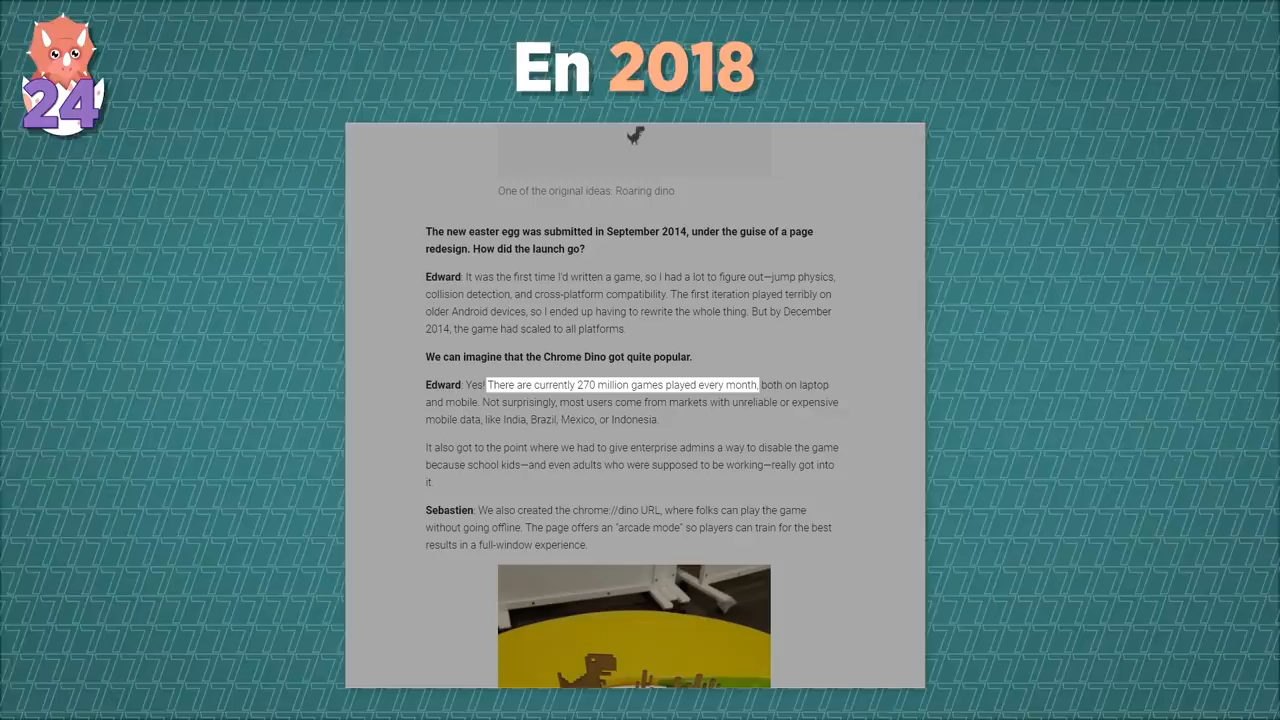 24
En 2018
One of the original ideas: Roaring dino
The new easter egg was submitted in September 2014, under the guise of a page
redesign. How did the launch go?
Edward: It was the first time I'd written a game, so I had a lot to figure out—jump physics,
collision detection, and cross-platform compatibility. The first iteration played terribly on
older Android devices, so I ended up having to rewrite the whole thing. But by December
2014, the game had scaled to all platforms.
We can imagine that the Chrome Dino got quite popular.
Edward: Yes! There are currently 270 million games played every month, both on laptop
and mobile. Not surprisingly, most users come from markets with unreliable or expensive
mobile data, like India, Brazil, Mexico, or Indonesia.
It also got to the point where we had to give enterprise admins a way to disable the game
because school kids—and even adults who were supposed to be working—really got into
it.
Sebastien: We also created the chrome://dino URL, where folks can play the game
without going offline. The page offers an "arcade mode" so players can train for the best
results in a full-window experience.